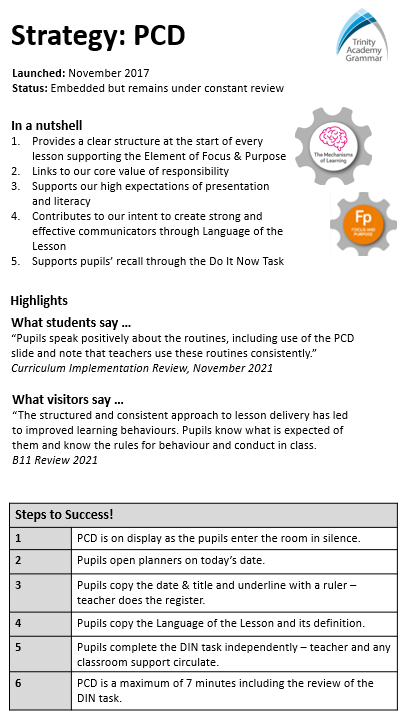 Strategy: PCD
Trinity
Academy
Grammar
Launched: November 2017
Status: Embedded but remains under constant review
In a nutshell
1. Provides a clear structure at the start of every
lesson supporting the Element of Focus & Purpose
2. Links to our core value of responsibility
3. Supports our high expectations of presentation
and literacy
4. Contributes to our intent to create strong and
effective communicators through Language of the
Lesson
5. Supports pupils’ recall through the Do It Now Task
The Mechanisms
of Learning
Fp
FOCUS AND
PURPOSE
Highlights
What students say …
“Pupils speak positively about the routines, including use of the PCD
slide and note that teachers use these routines consistently.”
Curriculum Implementation Review, November 2021
What visitors say …
“The structured and consistent approach to lesson delivery has led
to improved learning behaviours. Pupils know what is expected of
them and know the rules for behaviour and conduct in class.
B11 Review 2021
Steps to Success!
1 PCD is on display as the pupils enter the room in silence.
2 Pupils open planners on today’s date.
3 Pupils copy the date & title and underline with a ruler –
teacher does the register.
4 Pupils copy the Language of the Lesson and its definition.
5 Pupils complete the DIN task independently – teacher and any
classroom support circulate.
6 PCD is a maximum of 7 minutes including the review of the
DIN task.